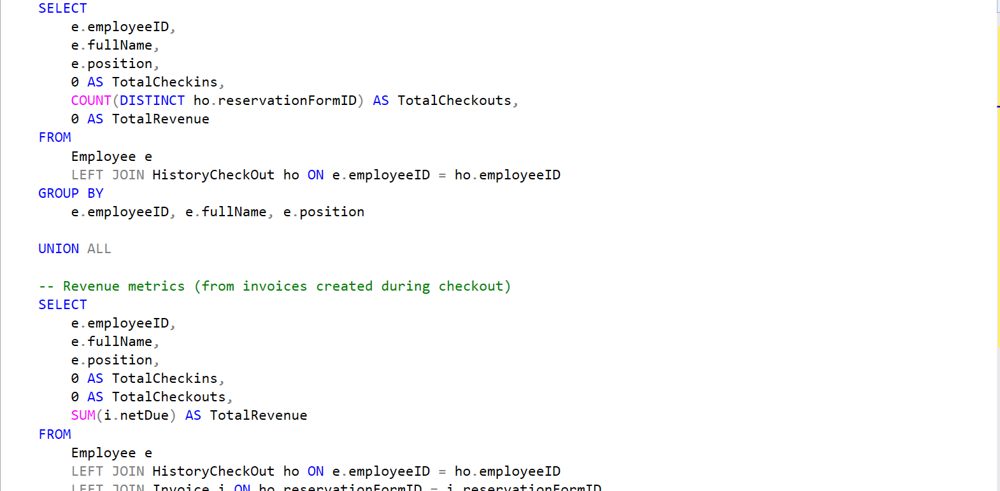 SELECT
e.employeeID,
e.fullName,
e.position,
0 AS TotalCheckins,
COUNT(DISTINCT ho.reservationFormID) AS TotalCheckouts,
0 AS TotalRevenue
FROM
Employee e
LEFT JOIN HistoryCheckOut ho ON e.employeeID = ho.employeeID
GROUP BY
e.employeeID, e.fullName, e.position
UNION ALL
-- Revenue metrics (from invoices created during checkout)
SELECT
e.employeeID,
e.fullName,
e.position,
0 AS TotalCheckins,
0 AS TotalCheckouts,
SUM(i.netDue) AS TotalRevenue
FROM
Employee e
LEFT JOIN HistoryCheckOut ho ON e.employeeID = ho.employeeID
LEFT JOIN Invoice i ON ho.reservationFormID = i.reservationFormID